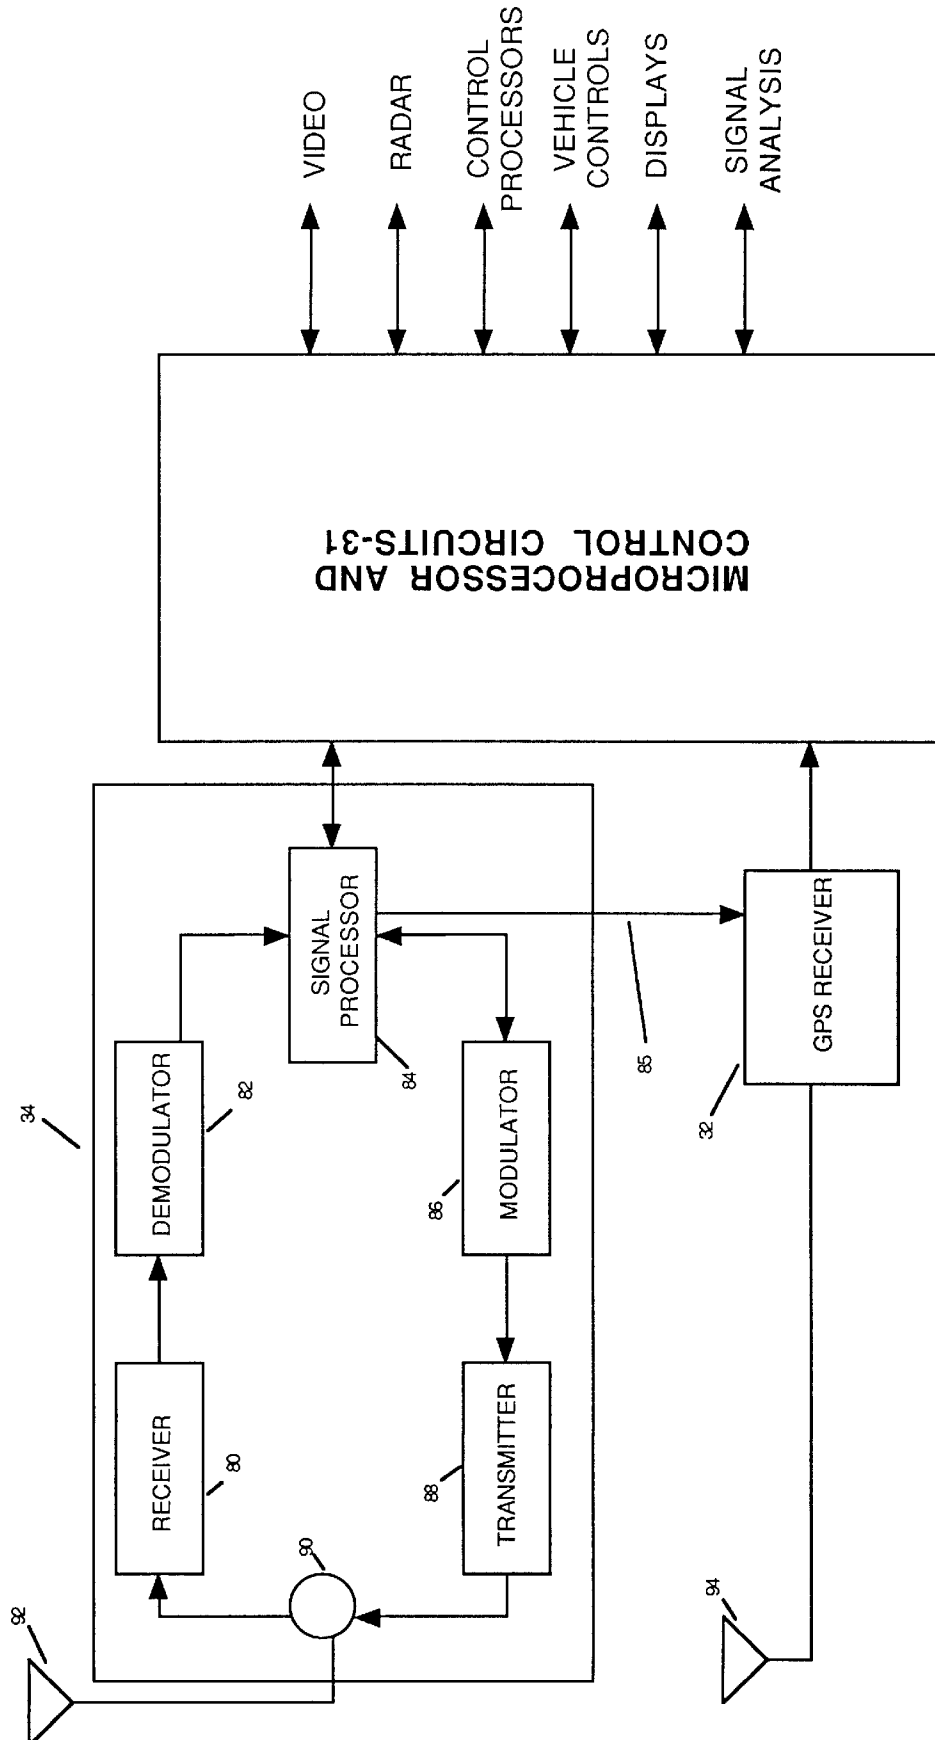 92
34
90
RECEIVER
80
DEMODULATOR
82
SIGNAL
PROCESSOR
84
TRANSMITTER
88
MODULATOR
86
85
94
32
GPS RECEIVER
MICROPROCESSOR AND
CONTROL CIRCUITS-31
VIDEO
RADAR
CONTROL
PROCESSORS
VEHICLE
CONTROLS
DISPLAYS
SIGNAL
ANALYSIS